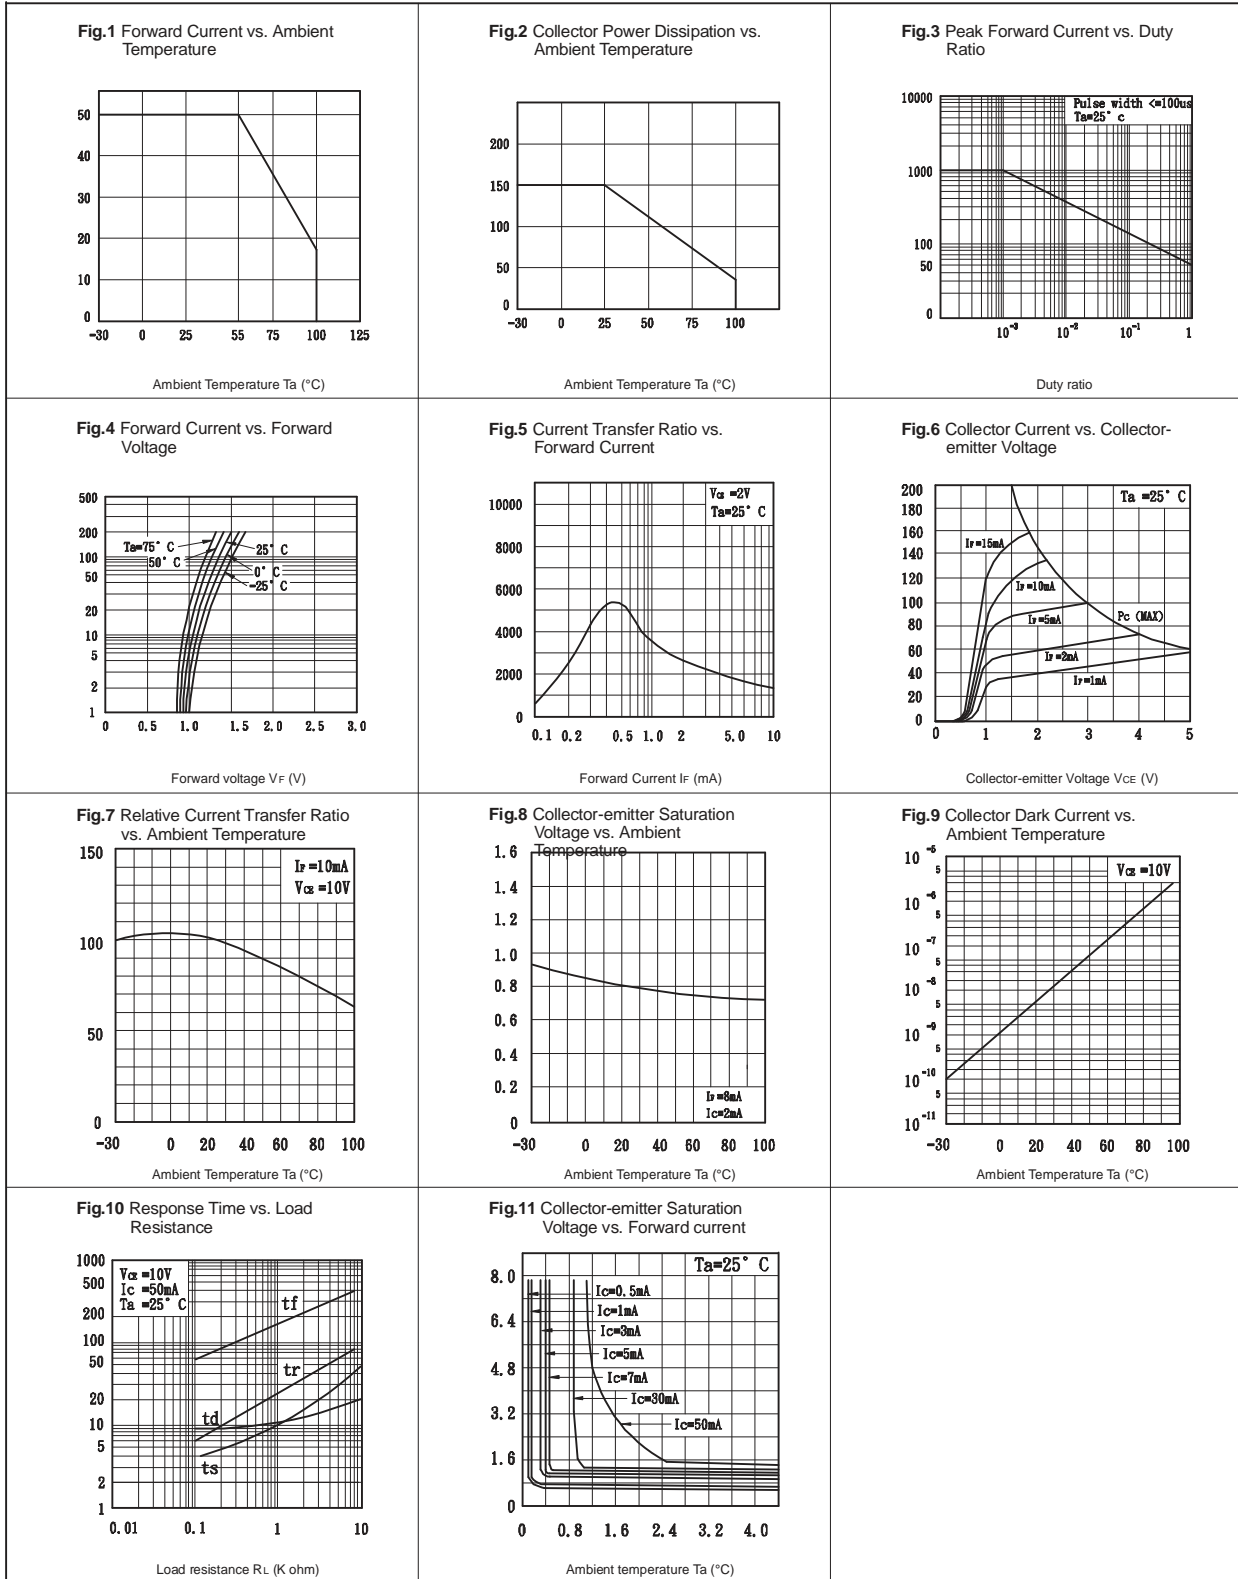 Fig.1 Forward Current vs. Ambient
Temperature
50
40
30
20
10
0
-30 0 25 55 75 100 125
Ambient Temperature Ta (°C)
Fig.2 Collector Power Dissipation vs.
Ambient Temperature
200
150
100
50
0
-30 0 25 50 75 100
Ambient Temperature Ta (°C)
Fig.3 Peak Forward Current vs. Duty
Ratio
Pulse width <=100us
Ta=25° c
10000
1000
100
50
0
10⁻³ 10⁻² 10⁻¹ 1
Duty ratio
Fig.4 Forward Current vs. Forward
Voltage
500
200
100
50
20
10
5
2
1
Ta=75° C
50° C
25° C
0° C
-25° C
0 0.5 1.0 1.5 2.0 2.5 3.0
Forward voltage VF (V)
Fig.5 Current Transfer Ratio vs.
Forward Current
VCE =2V
Ta=25° C
10000
8000
6000
4000
2000
0
0.1 0.2 0.5 1.0 2 5.0 10
Forward Current IF (mA)
Fig.6 Collector Current vs. Collector-
emitter Voltage
Ta =25° C
200
180
160
140
120
100
80
60
40
20
0
IF=15mA
IF=10mA
IF=5mA
Pc (MAX)
IF=2mA
IF=1mA
0 1 2 3 4 5
Collector-emitter Voltage VCE (V)
Fig.7 Relative Current Transfer Ratio
vs. Ambient Temperature
IF =10mA
VCE =10V
150
100
50
0
-30 0 20 40 60 80 100
Ambient Temperature Ta (°C)
Fig.8 Collector-emitter Saturation
Voltage vs. Ambient
Temperature
1.6
1.4
1.2
1.0
0.8
0.6
0.4
0.2
0
IF=8mA
Ic=2mA
-30 0 20 40 60 80 100
Ambient Temperature Ta (°C)
Fig.9 Collector Dark Current vs.
Ambient Temperature
VCE =10V
10⁻⁵
5
10⁻⁶
5
10⁻⁷
5
10⁻⁸
5
10⁻⁹
5
10⁻¹⁰
5
10⁻¹¹
-30 0 20 40 60 80 100
Ambient Temperature Ta (°C)
Fig.10 Response Time vs. Load
Resistance
VCE =10V
Ic =50mA
Ta =25° C
1000
500
200
100
50
20
10
5
2
1
tf
tr
td
ts
0.01 0.1 1 10
Load resistance RL (K ohm)
Fig.11 Collector-emitter Saturation
Voltage vs. Forward current
Ta=25° C
8.0
6.4
4.8
3.2
1.6
0
Ic=0.5mA
Ic=1mA
Ic=3mA
Ic=5mA
Ic=7mA
Ic=30mA
Ic=50mA
0 0.8 1.6 2.4 3.2 4.0
Ambient temperature Ta (°C)